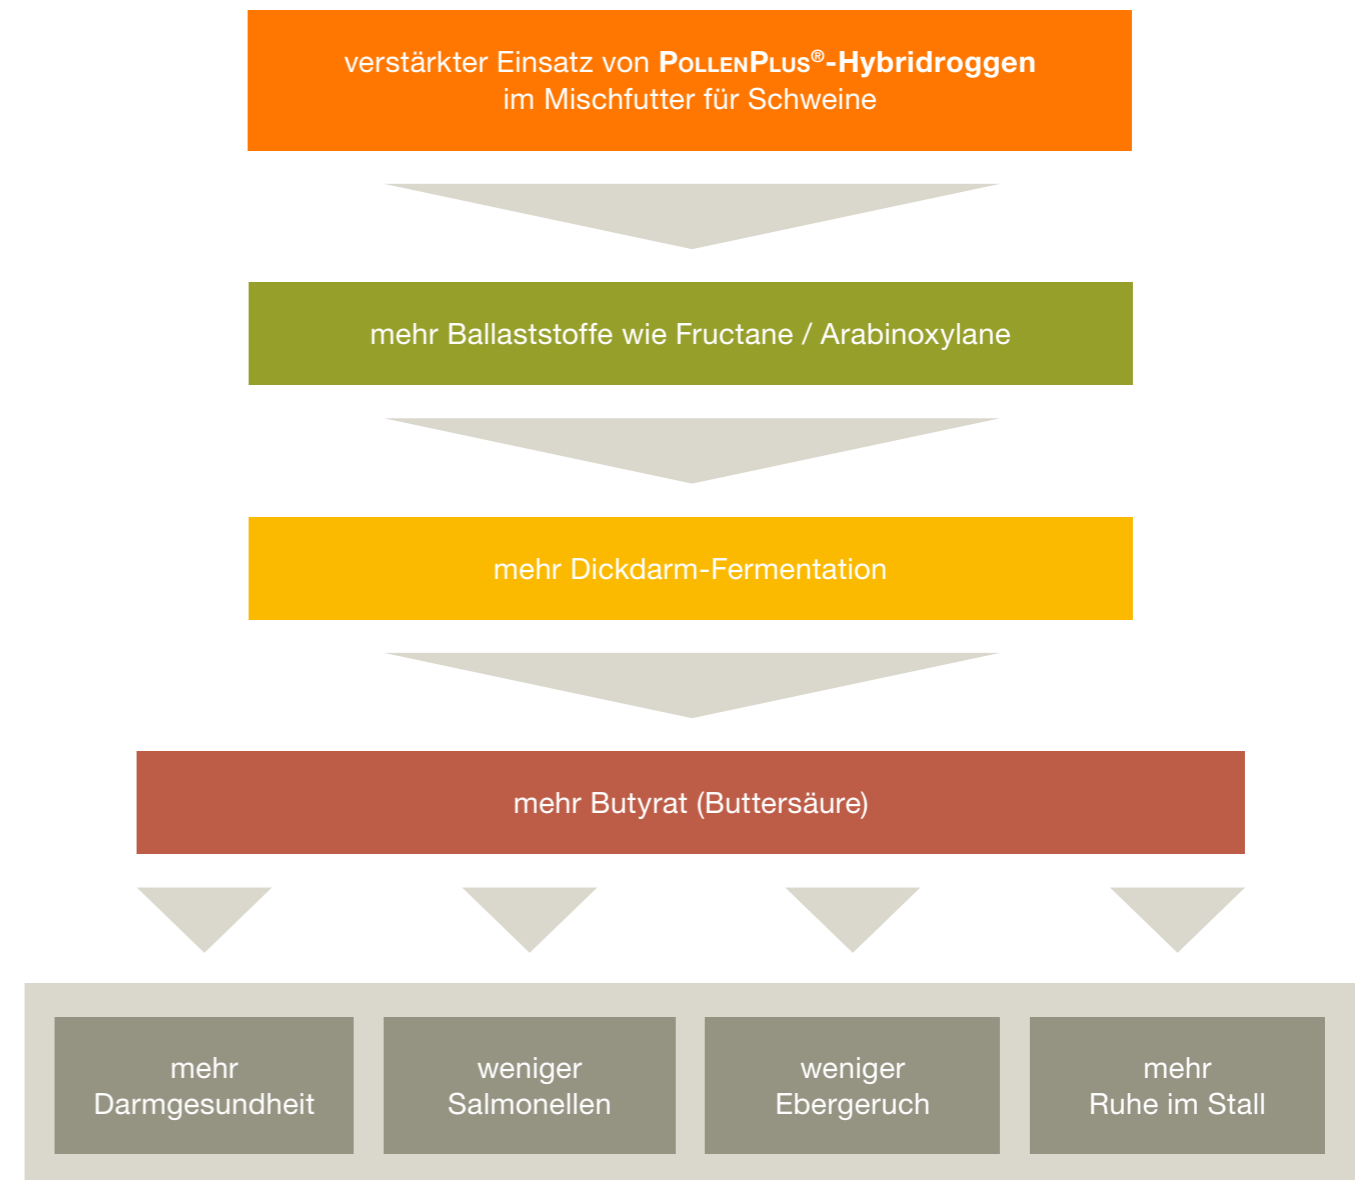 verstärkter Einsatz von POLLENPLUS®-Hybridroggen
im Mischfutter für Schweine
mehr Ballaststoffe wie Fructane / Arabinoxylane
mehr Dickdarm-Fermentation
mehr Butyrat (Buttersäure)
mehr
Darmgesundheit
weniger
Salmonellen
weniger
Ebergeruch
mehr
Ruhe im Stall